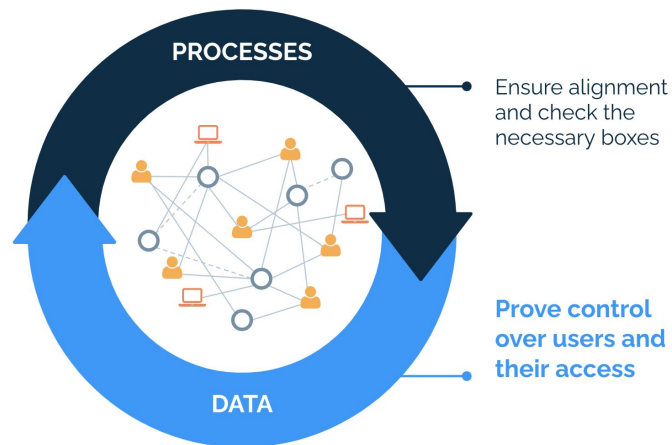 PROCESSES
Ensure alignment
and check the
necessary boxes
Prove control
over users and
their access
DATA